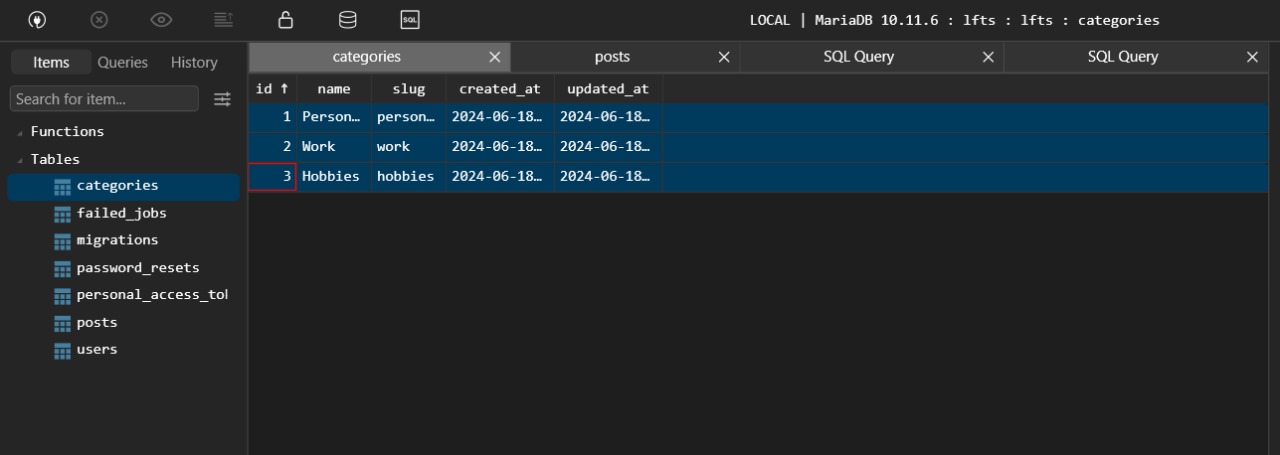 SQL
LOCAL | MariaDB 10.11.6 : lfts : lfts : categories
Items Queries History
categories posts SQL Query SQL Query
Search for item...
id ↑ name slug created_at updated_at
1 Person… person… 2024-06-18… 2024-06-18…
2 Work work 2024-06-18… 2024-06-18…
3 Hobbies hobbies 2024-06-18… 2024-06-18…
Functions
Tables
categories
failed_jobs
migrations
password_resets
personal_access_tol
posts
users